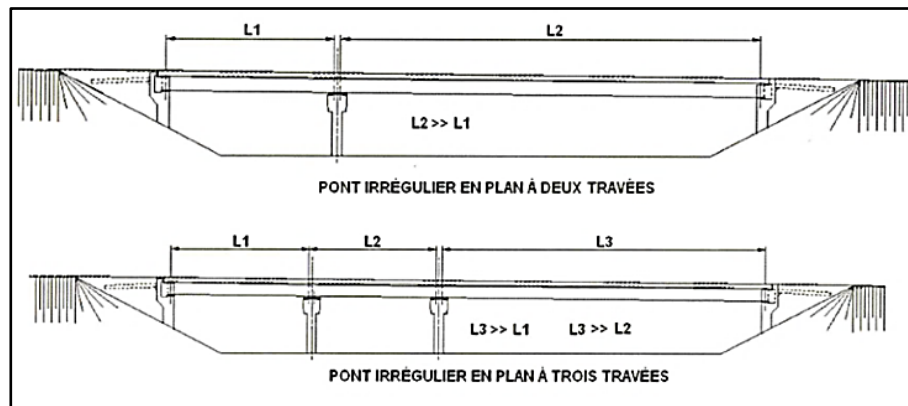 L1 L2
L2 >> L1
PONT IRRÉGULIER EN PLAN À DEUX TRAVÉES
L1 L2 L3
L3 >> L1 L3 >> L2
PONT IRRÉGULIER EN PLAN À TROIS TRAVÉES